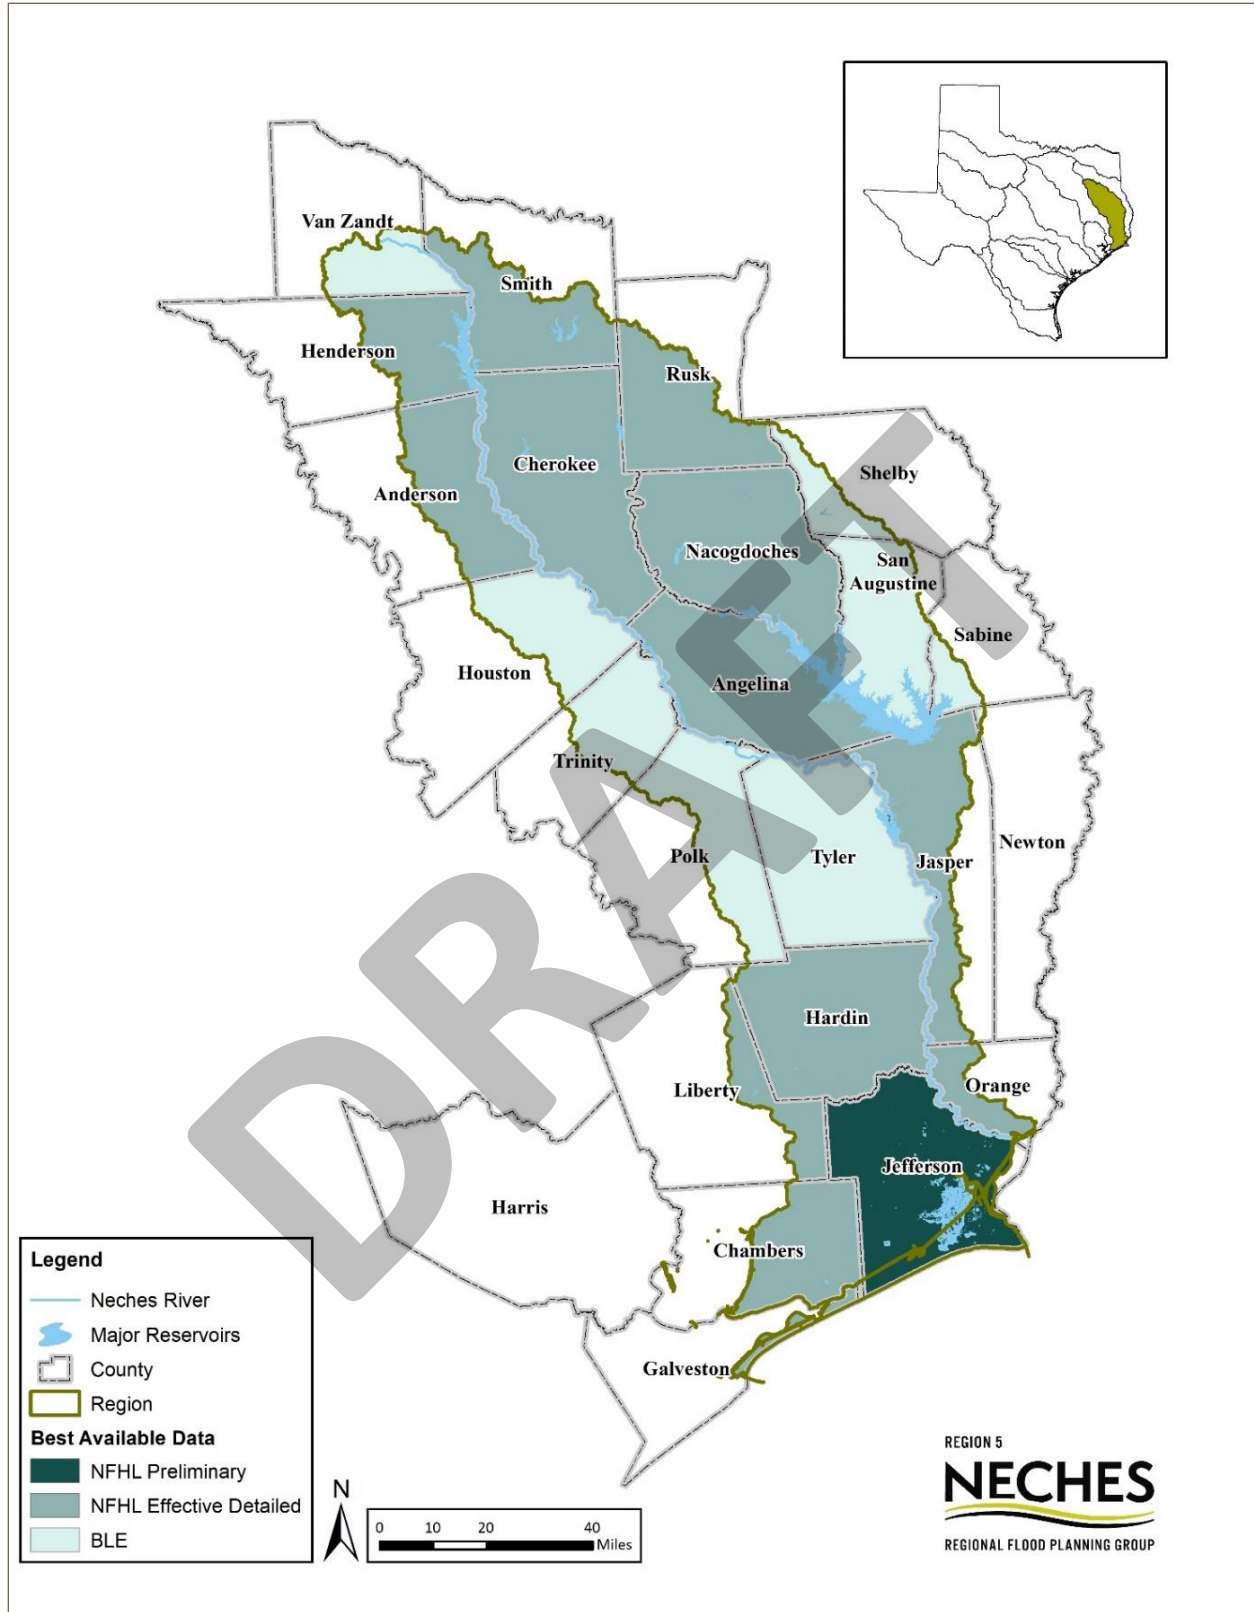 Van Zandt
Smith
Henderson
Rusk
Cherokee
Shelby
Anderson
Nacogdoches
San
Augustine
Sabine
Houston
Angelina
Trinity
Newton
Polk
Tyler
Jasper
Hardin
Liberty
Orange
Jefferson
Harris
Chambers
Galveston
DRAFT
Legend
Neches River
Major Reservoirs
County
Region
Best Available Data
NFHL Preliminary
NFHL Effective Detailed
BLE
N
0 10 20 40
Miles
REGION 5
NECHES
REGIONAL FLOOD PLANNING GROUP